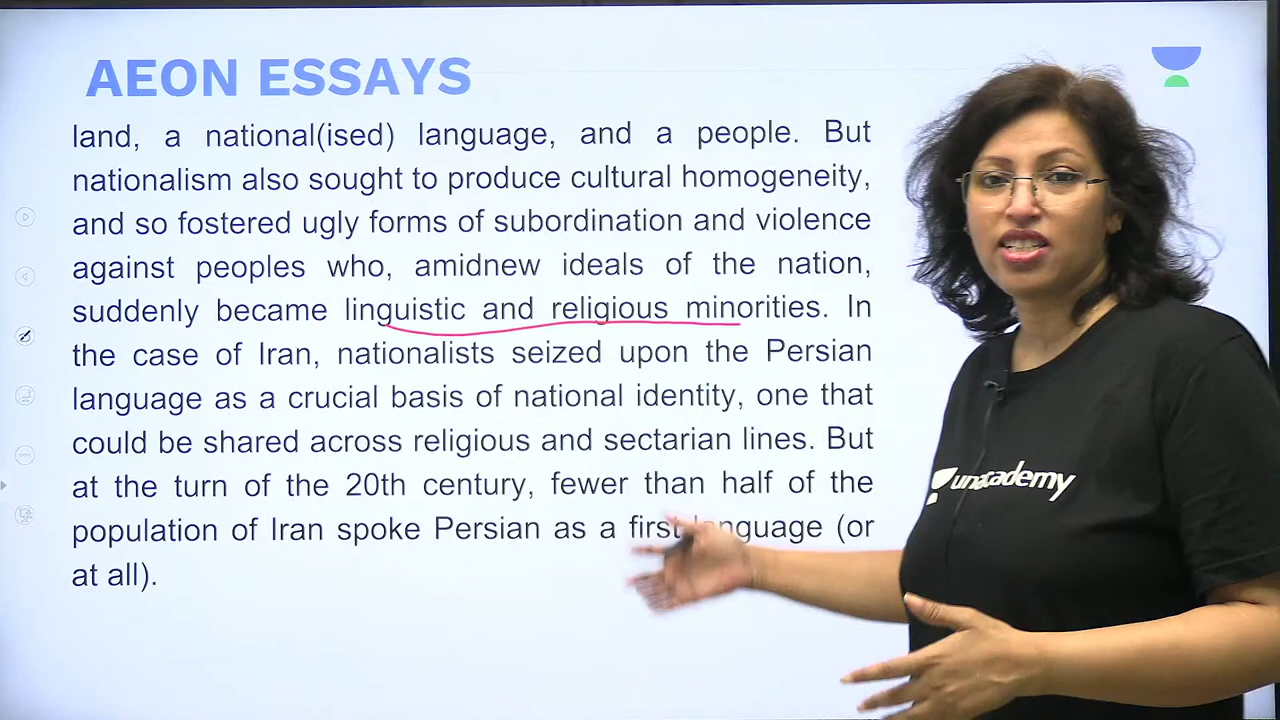 AEON ESSAYS
land, a national(ised) language, and a people. But
nationalism also sought to produce cultural homogeneity,
and so fostered ugly forms of subordination and violence
against peoples who, amidnew ideals of the nation,
suddenly became linguistic and religious minorities. In
the case of Iran, nationalists seized upon the Persian
language as a crucial basis of national identity, one that
could be shared across religious and sectarian lines. But
at the turn of the 20th century, fewer than half of the
population of Iran spoke Persian as a first language (or
at all).
unacademy